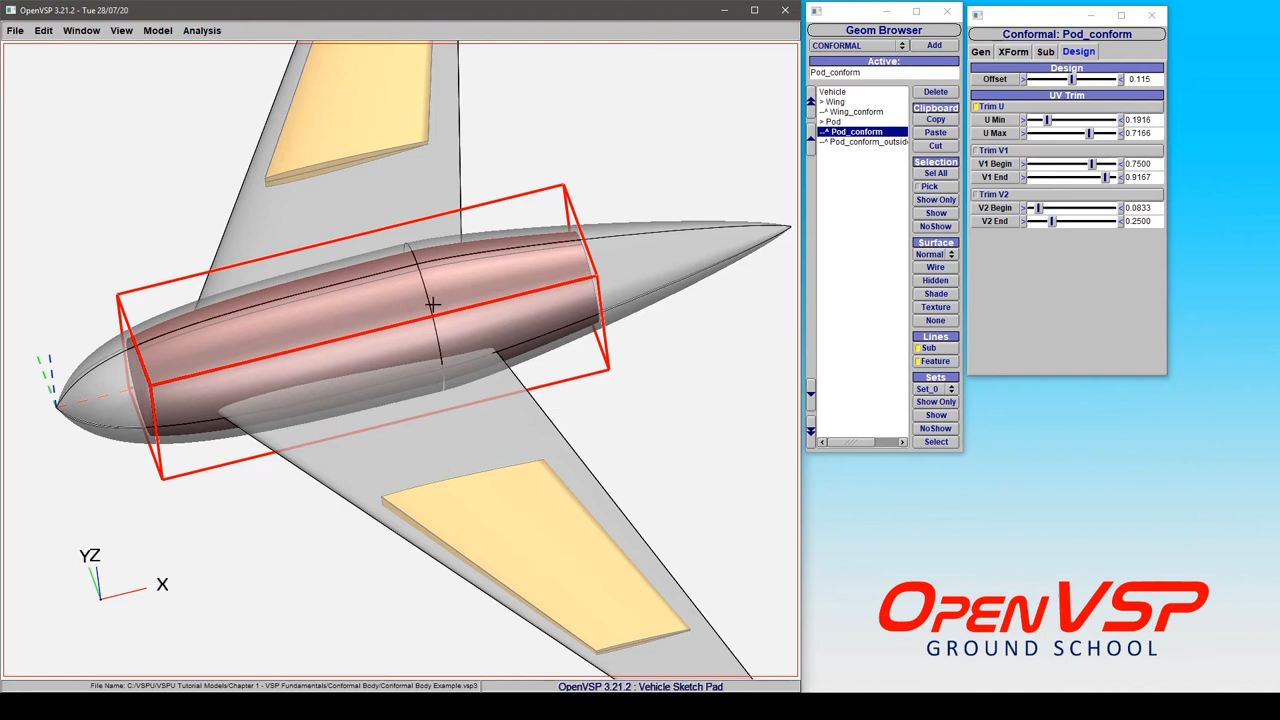 OpenVSP 3.21.2 - Tue 28/07/20
File Edit Window View Model Analysis
YZ
X
File Name: C:/VSPU/VSPU Tutorial Models/Chapter 1 - VSP Fundamentals/Conformal Body/Conformal Body Example.vsp3
OpenVSP 3.21.2 : Vehicle Sketch Pad
Geom Browser
CONFORMAL Add
Active:
Pod_conform
Vehicle
> Wing
--^ Wing_conform
> Pod
--^ Pod_conform
--^ Pod_conform_outsid
Delete
Clipboard
Copy
Paste
Cut
Selection
Sel All
Pick
Show Only
Show
NoShow
Surface
Normal
Wire
Hidden
Shade
Texture
None
Lines
Sub
Feature
Sets
Set_0
Show Only
Show
NoShow
Select
Conformal: Pod_conform
Gen XForm Sub Design
Design
Offset > < 0.115
UV Trim
Trim U
U Min > < 0.1916
U Max > < 0.7166
Trim V1
V1 Begin > < 0.7500
V1 End > < 0.9167
Trim V2
V2 Begin > < 0.0833
V2 End > < 0.2500
OPENVSP
GROUND SCHOOL